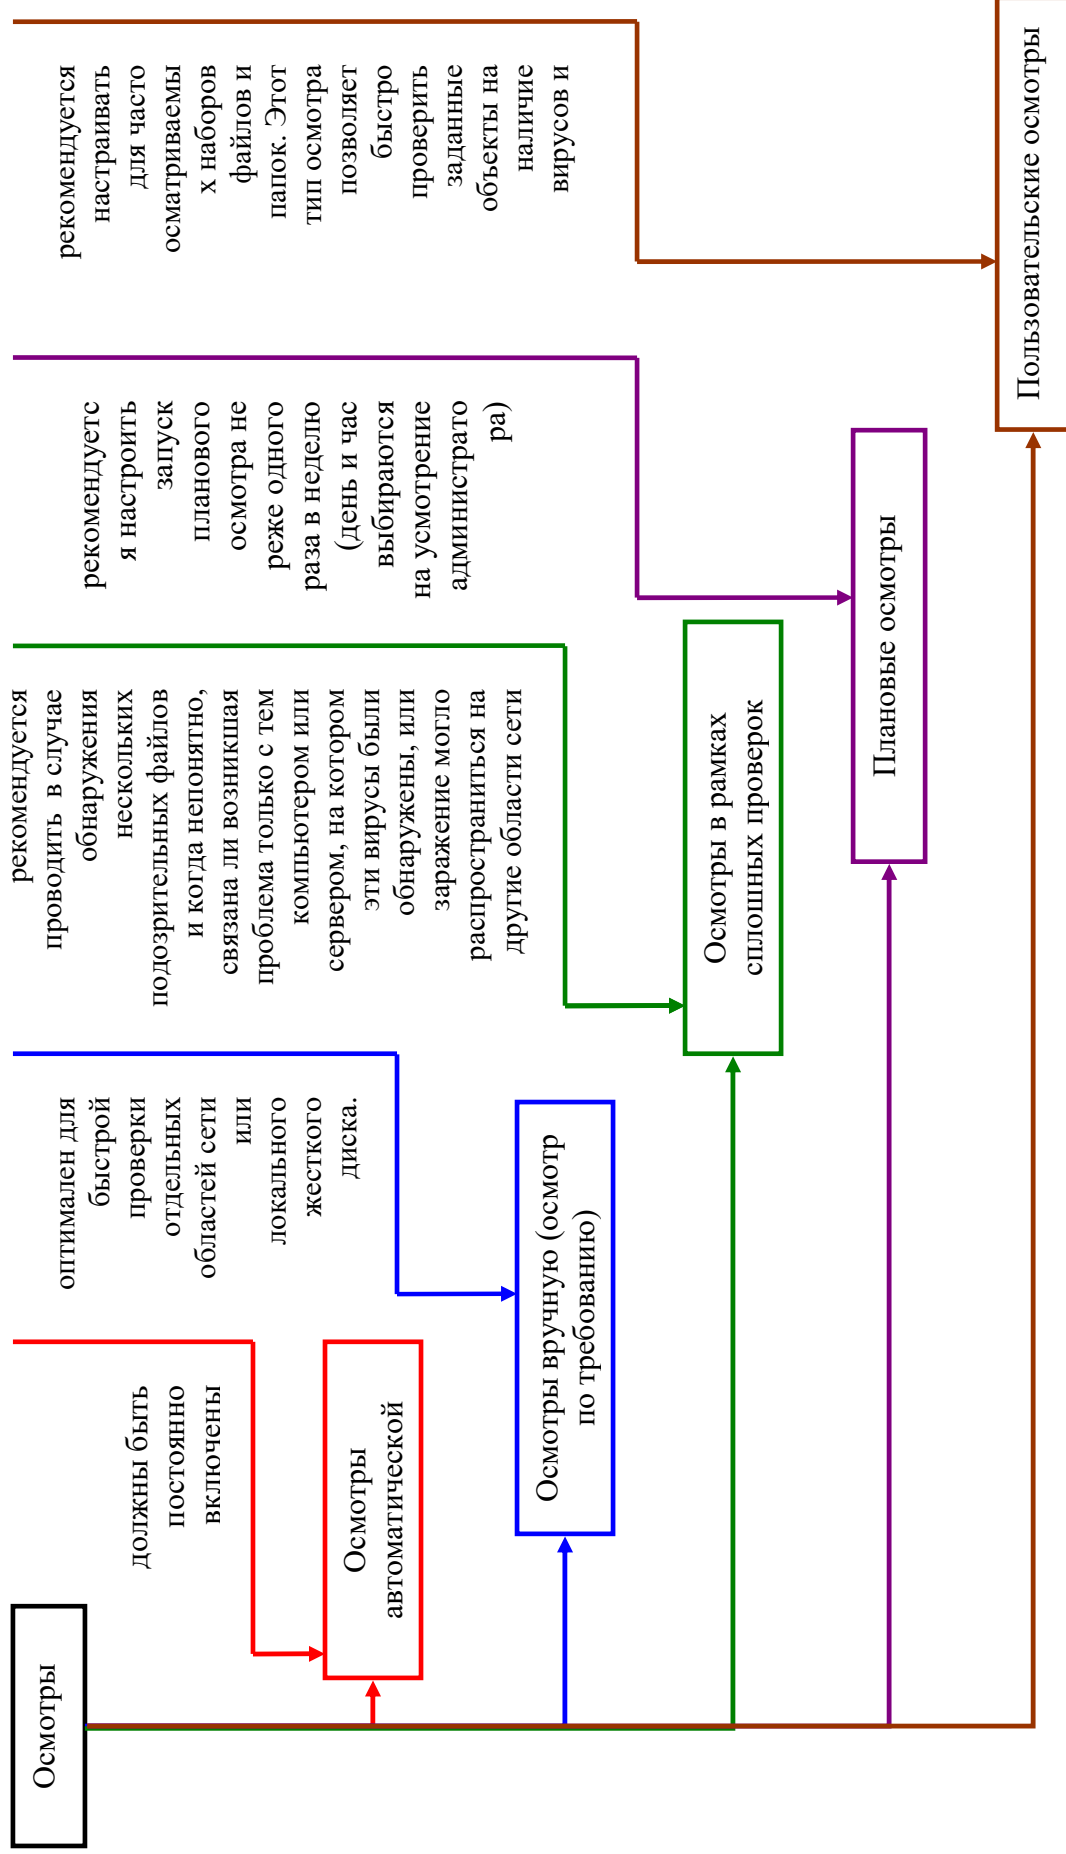 Осмотры
должны быть
постоянно
включены
Осмотры
автоматической
оптимален для
быстрой
проверки
отдельных
областей сети
или
локального
жесткого
диска.
Осмотры вручную (осмотр
по требованию)
рекомендуется
проводить в случае
обнаружения
нескольких
подозрительных файлов
и когда непонятно,
связана ли возникшая
проблема только с тем
компьютером или
сервером, на котором
эти вирусы были
обнаружены, или
заражение могло
распространиться на
другие области сети
Осмотры в рамках
сплошных проверок
рекомендуетс
я настроить
запуск
планового
осмотра не
реже одного
раза в неделю
(день и час
выбираются
на усмотрение
администрато
ра)
Плановые осмотры
рекомендуется
настраивать
для часто
осматриваемы
х наборов
файлов и
папок. Этот
тип осмотра
позволяет
быстро
проверить
заданные
объекты на
наличие
вирусов и
Пользовательские осмотры